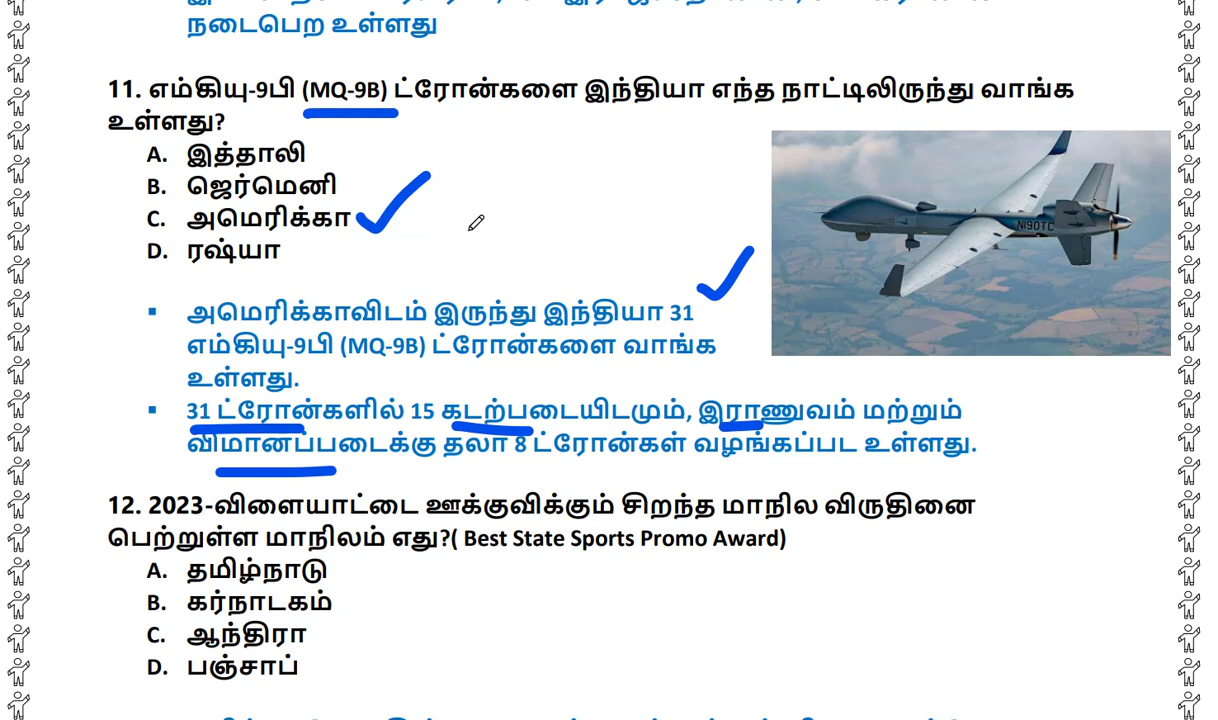 நடைபெற உள்ளது
11. எம்கியு-9பி (MQ-9B) ட்ரோன்களை இந்தியா எந்த நாட்டிலிருந்து வாங்க
உள்ளது?
A. இத்தாலி
B. ஜெர்மெனி
C. அமெரிக்கா
D. ரஷ்யா
N190TC
▪ அமெரிக்காவிடம் இருந்து இந்தியா 31
எம்கியு-9பி (MQ-9B) ட்ரோன்களை வாங்க
உள்ளது.
▪ 31 ட்ரோன்களில் 15 கடற்படையிடமும், இராணுவம் மற்றும்
விமானப்படைக்கு தலா 8 ட்ரோன்கள் வழங்கப்பட உள்ளது.
12. 2023-விளையாட்டை ஊக்குவிக்கும் சிறந்த மாநில விருதினை
பெற்றுள்ள மாநிலம் எது?( Best State Sports Promo Award)
A. தமிழ்நாடு
B. கர்நாடகம்
C. ஆந்திரா
D. பஞ்சாப்